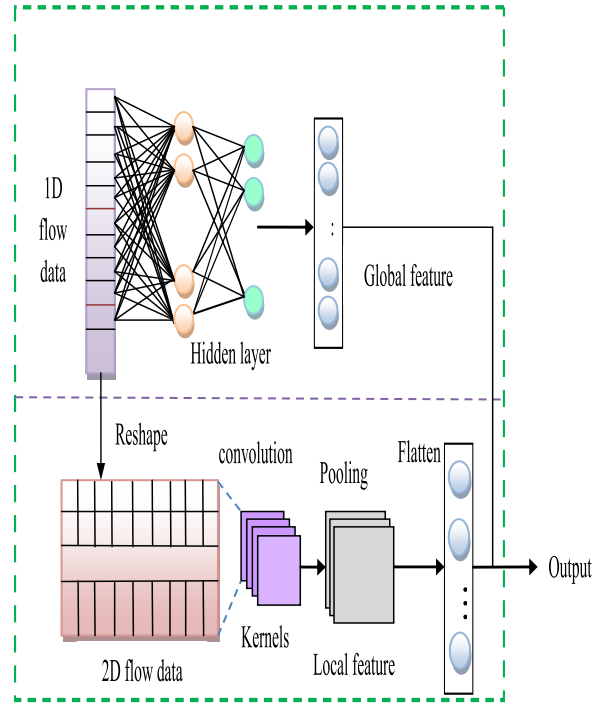 1D
flow
data
Hidden layer
:
Global feature
Reshape
convolution
Pooling
Flatten
Output
Kernels
2D flow data
Local feature